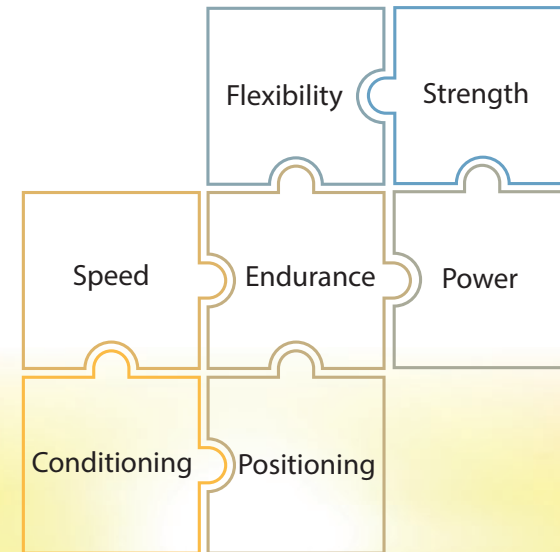 Flexibility
Strength
Speed
Endurance
Power
Conditioning
Positioning